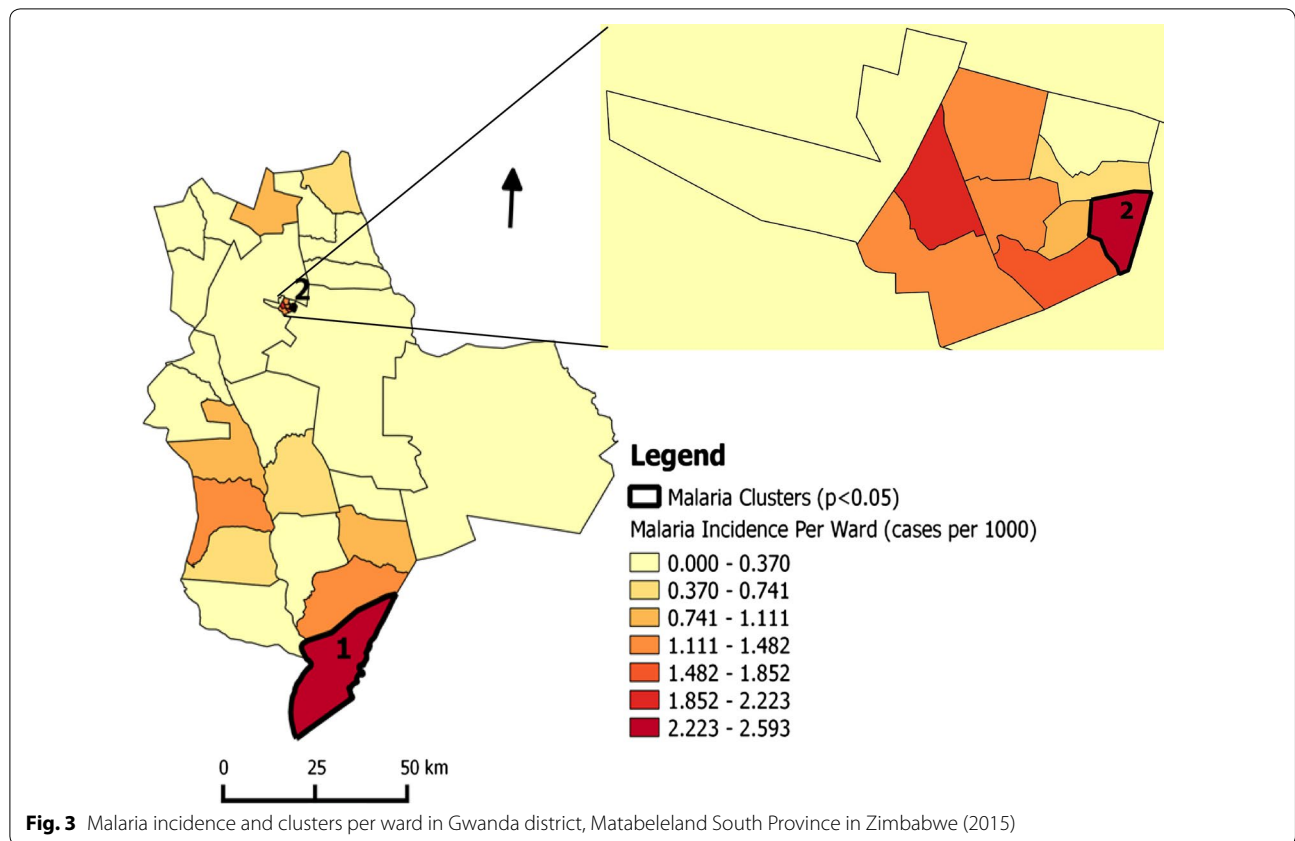 2
2
1
Legend
Malaria Clusters (p<0.05)
Malaria Incidence Per Ward (cases per 1000)
0.000 - 0.370
0.370 - 0.741
0.741 - 1.111
1.111 - 1.482
1.482 - 1.852
1.852 - 2.223
2.223 - 2.593
0 25 50 km
Fig. 3 Malaria incidence and clusters per ward in Gwanda district, Matabeleland South Province in Zimbabwe (2015)